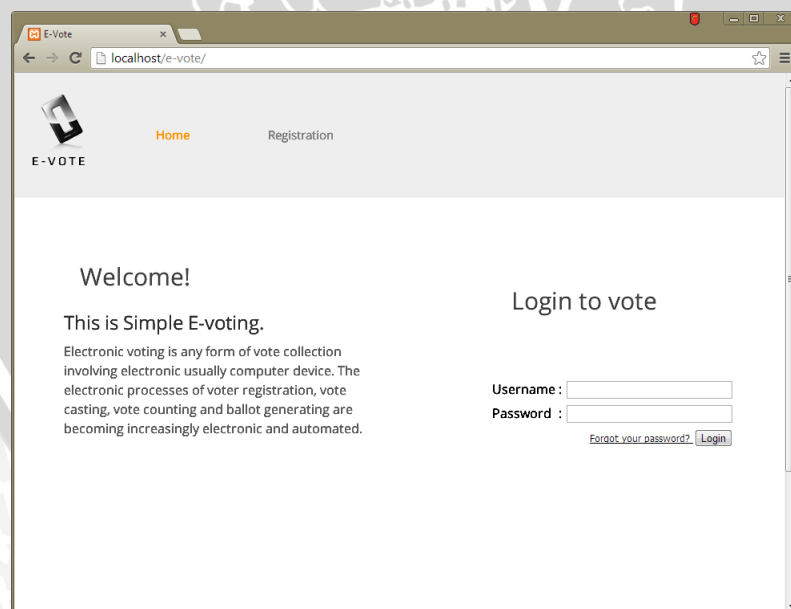 E-Vote
localhost/e-vote/
E-VOTE
Home
Registration
Welcome!
This is Simple E-voting.
Electronic voting is any form of vote collection
involving electronic usually computer device. The
electronic processes of voter registration, vote
casting, vote counting and ballot generating are
becoming increasingly electronic and automated.
Login to vote
Username :
Password :
Forgot your password? Login